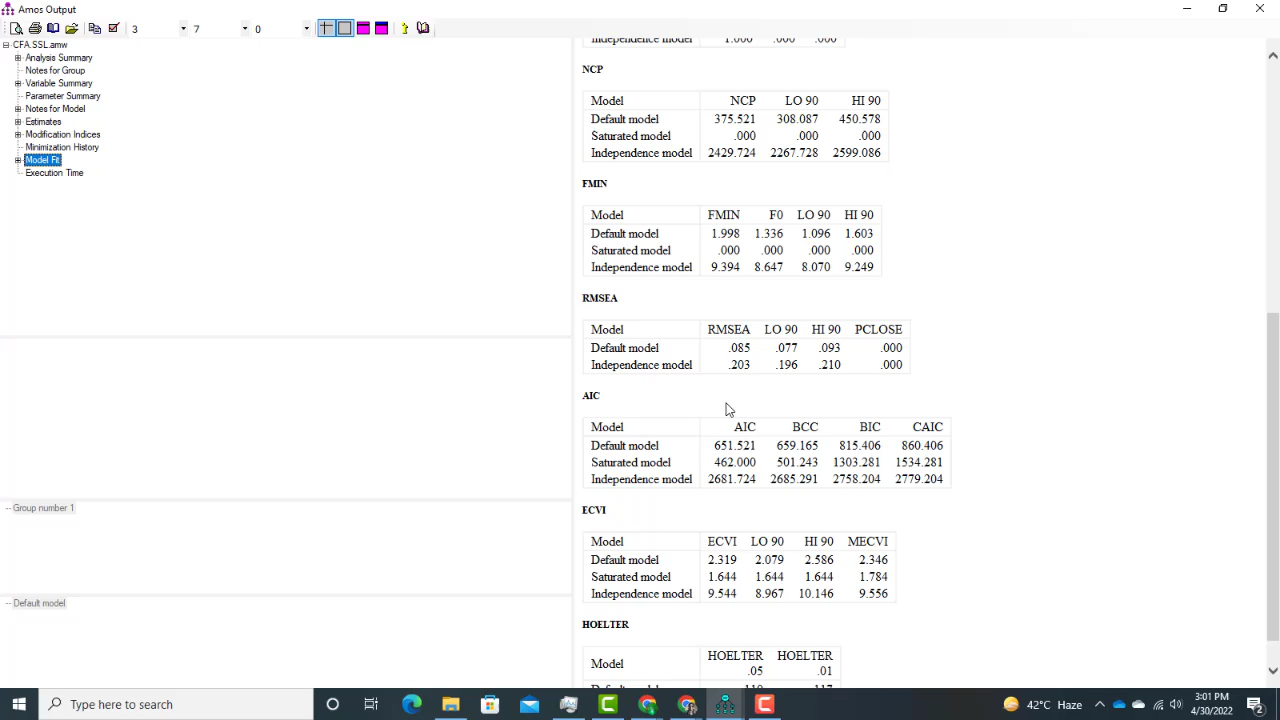 Amos Output
3 7 0
CFA.SSL.amw
Analysis Summary
Notes for Group
Variable Summary
Parameter Summary
Notes for Model
Estimates
Modification Indices
Minimization History
Model Fit
Execution Time
Group number 1
Default model
Independence model 1.000 .000 .000
NCP
Model NCP LO 90 HI 90
Default model 375.521 308.087 450.578
Saturated model .000 .000 .000
Independence model 2429.724 2267.728 2599.086
FMIN
Model FMIN F0 LO 90 HI 90
Default model 1.998 1.336 1.096 1.603
Saturated model .000 .000 .000 .000
Independence model 9.394 8.647 8.070 9.249
RMSEA
Model RMSEA LO 90 HI 90 PCLOSE
Default model .085 .077 .093 .000
Independence model .203 .196 .210 .000
AIC
Model AIC BCC BIC CAIC
Default model 651.521 659.165 815.406 860.406
Saturated model 462.000 501.243 1303.281 1534.281
Independence model 2681.724 2685.291 2758.204 2779.204
ECVI
Model ECVI LO 90 HI 90 MECVI
Default model 2.319 2.079 2.586 2.346
Saturated model 1.644 1.644 1.644 1.784
Independence model 9.544 8.967 10.146 9.556
HOELTER
Model HOELTER .05 HOELTER .01
Default model
Type here to search
42°C Haze
3:01 PM
4/30/2022
2